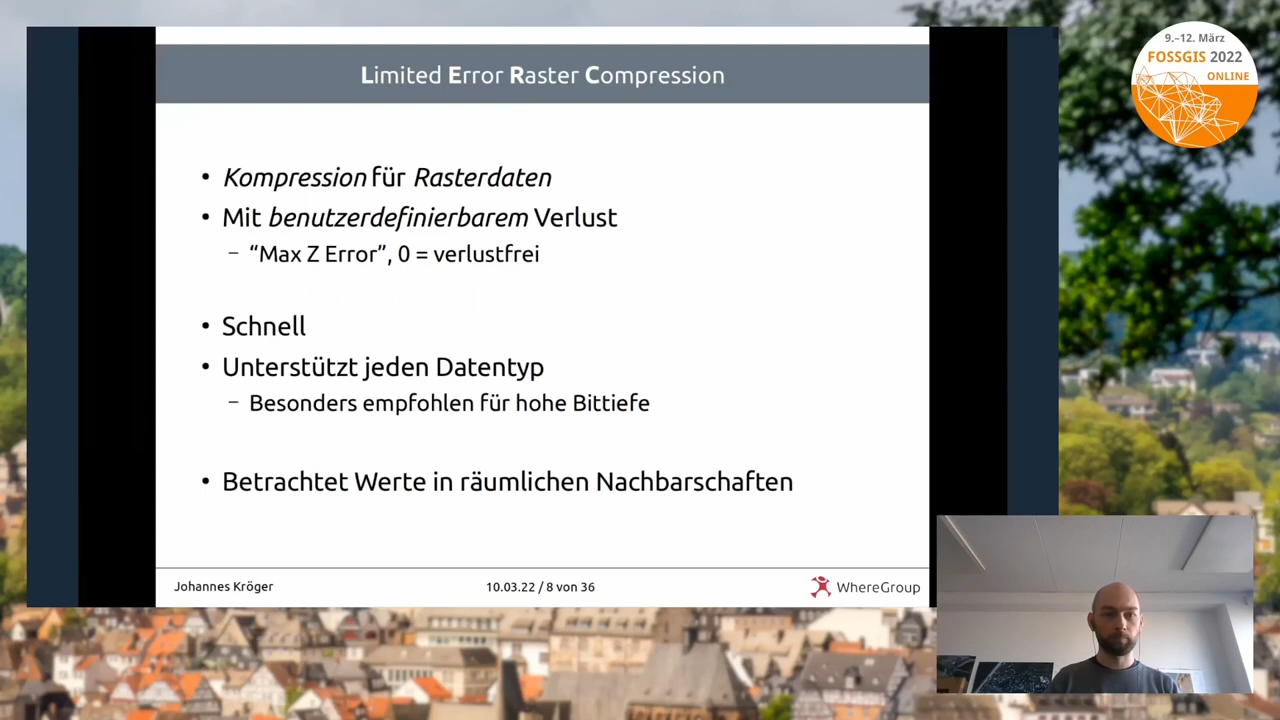 Limited Error Raster Compression
• Kompression für Rasterdaten
• Mit benutzerdefinierbarem Verlust
– “Max Z Error”, 0 = verlustfrei
• Schnell
• Unterstützt jeden Datentyp
– Besonders empfohlen für hohe Bittiefe
• Betrachtet Werte in räumlichen Nachbarschaften
Johannes Kröger
10.03.22 / 8 von 36
WhereGroup
9.–12. März
FOSSGIS 2022
ONLINE